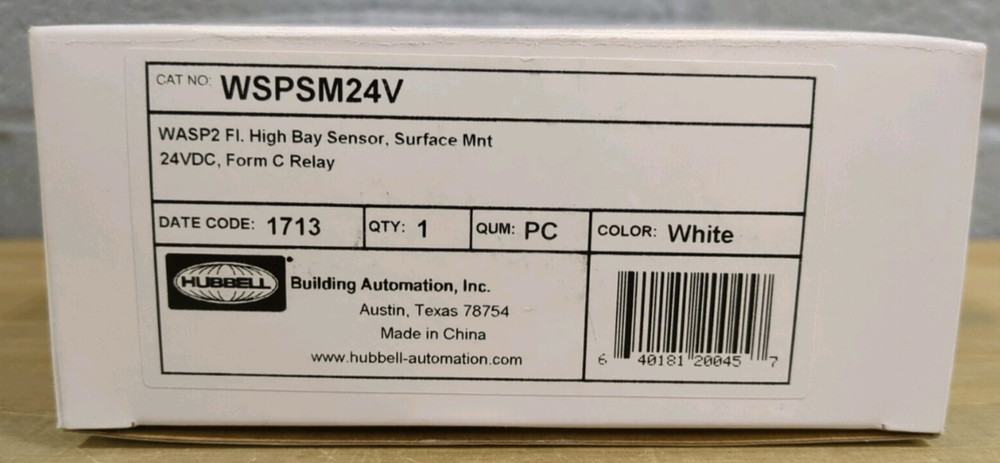 CAT NO: WSPSM24V
WASP2 Fl. High Bay Sensor, Surface Mnt
24VDC, Form C Relay
DATE CODE: 1713 QTY: 1 QUM: PC COLOR: White
HUBBELL Building Automation, Inc.
Austin, Texas 78754
Made in China
www.hubbell-automation.com
6 40181 20045 7